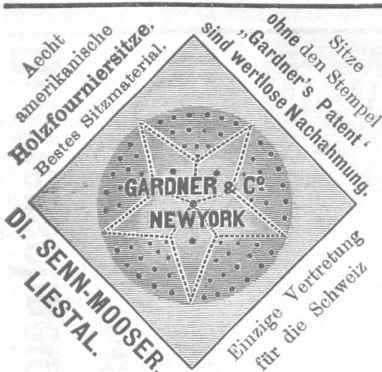 Aecht
amerikanische
Holzfourniersitze.
Bestes Sitzmaterial.
Sitze
ohne den Stempel
„Gardner's Patent“
sind wertlose Nachahmung.
GARDNER & Co
NEWYORK
DI. SENN-MOOSER.
LIESTAL.
Einzige Vertretung
für die Schweiz